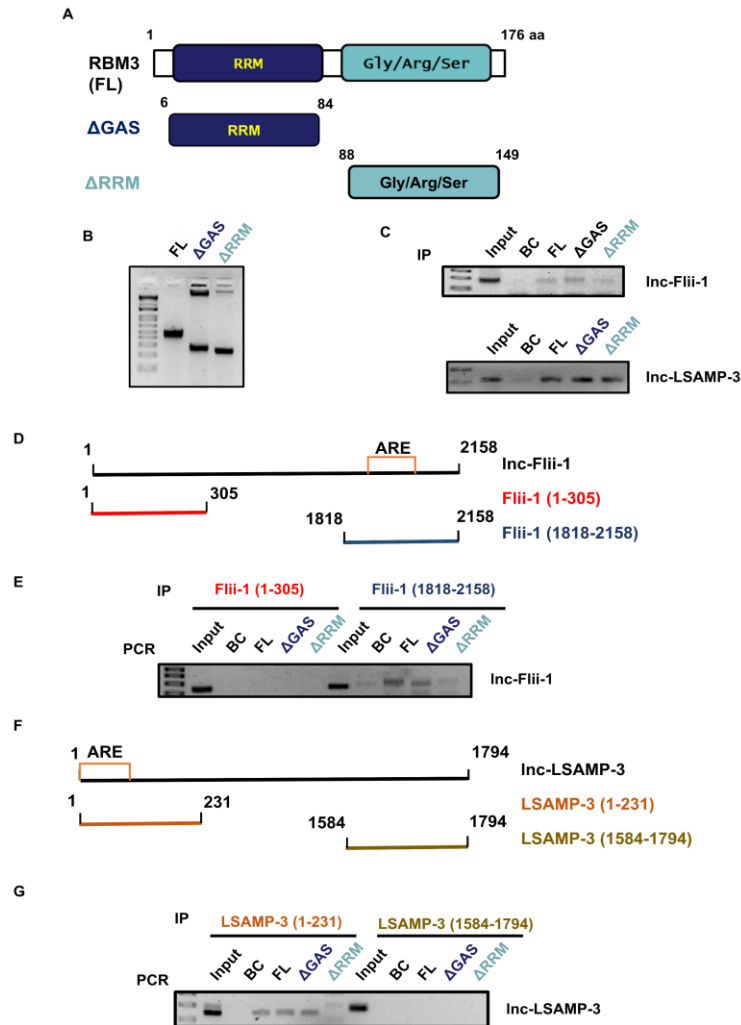 A
1
176 aa
RBM3
(FL)
RRM
Gly/Arg/Ser
6
84
ΔGAS
RRM
88
149
ΔRRM
Gly/Arg/Ser
B
FL
ΔGAS
ΔRRM
C
IP
Input
BC
FL
ΔGAS
ΔRRM
lnc-Flii-1
Input
BC
FL
ΔGAS
ΔRRM
lnc-LSAMP-3
D
1
ARE
2158
lnc-Flii-1
1
305
Flii-1 (1-305)
1818
2158
Flii-1 (1818-2158)
E
IP
Flii-1 (1-305)
Flii-1 (1818-2158)
PCR
Input
BC
FL
ΔGAS
ΔRRM
Input
BC
FL
ΔGAS
ΔRRM
lnc-Flii-1
F
1
ARE
1794
lnc-LSAMP-3
1
231
LSAMP-3 (1-231)
1584
1794
LSAMP-3 (1584-1794)
G
IP
LSAMP-3 (1-231)
LSAMP-3 (1584-1794)
PCR
Input
BC
FL
ΔGAS
ΔRRM
Input
BC
FL
ΔGAS
ΔRRM
lnc-LSAMP-3